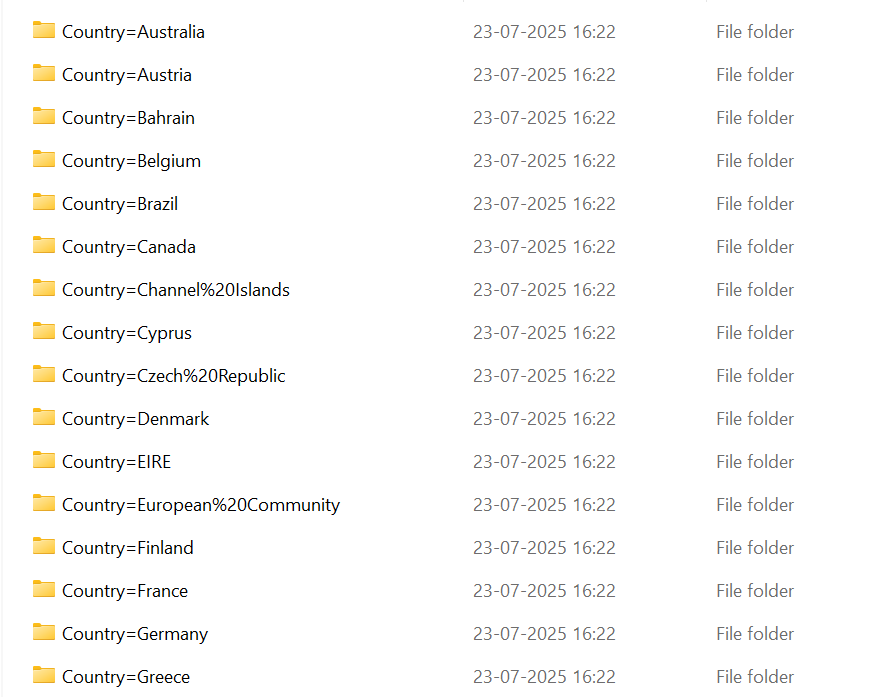 Country=Australia 23-07-2025 16:22 File folder
Country=Austria 23-07-2025 16:22 File folder
Country=Bahrain 23-07-2025 16:22 File folder
Country=Belgium 23-07-2025 16:22 File folder
Country=Brazil 23-07-2025 16:22 File folder
Country=Canada 23-07-2025 16:22 File folder
Country=Channel%20Islands 23-07-2025 16:22 File folder
Country=Cyprus 23-07-2025 16:22 File folder
Country=Czech%20Republic 23-07-2025 16:22 File folder
Country=Denmark 23-07-2025 16:22 File folder
Country=EIRE 23-07-2025 16:22 File folder
Country=European%20Community 23-07-2025 16:22 File folder
Country=Finland 23-07-2025 16:22 File folder
Country=France 23-07-2025 16:22 File folder
Country=Germany 23-07-2025 16:22 File folder
Country=Greece 23-07-2025 16:22 File folder